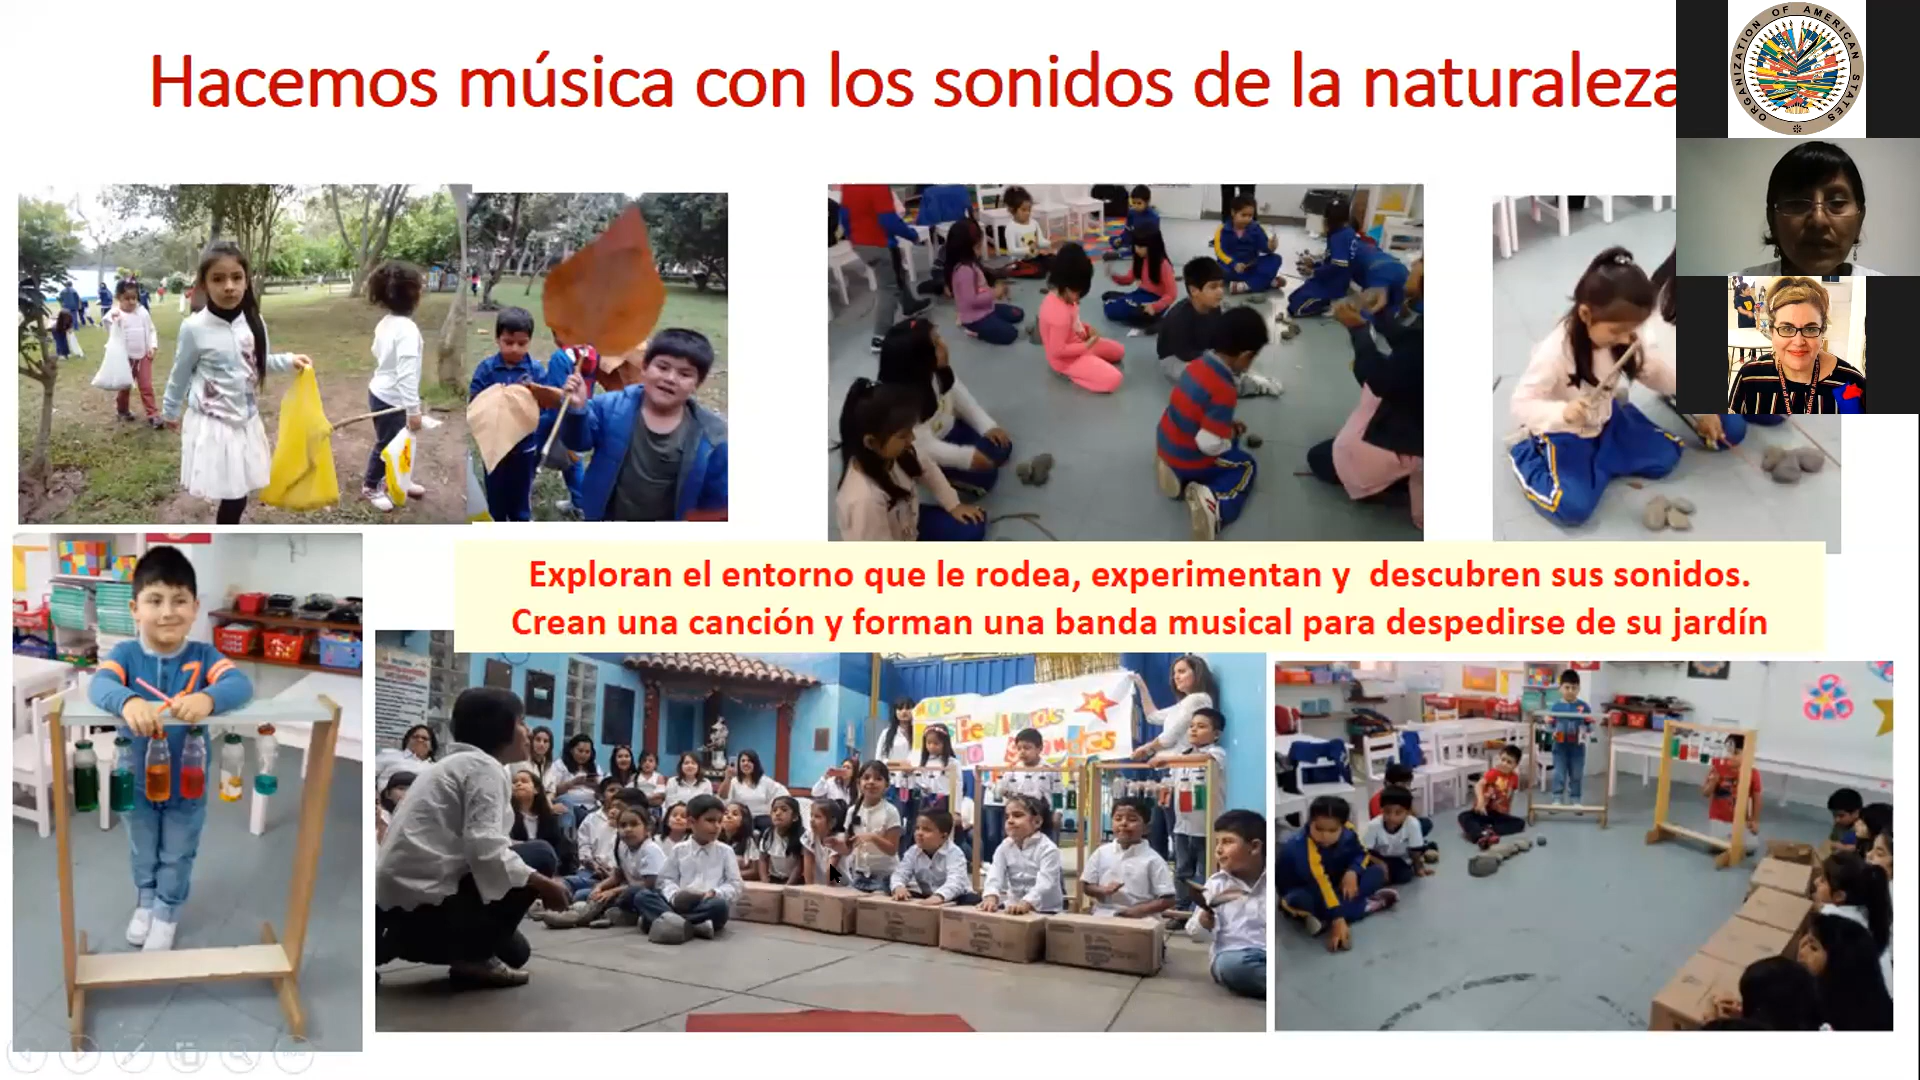 Hacemos música con los sonidos de la naturaleza
ORGANIZATION OF AMERICAN STATES
Exploran el entorno que le rodea, experimentan y  descubren sus sonidos.
Crean una canción y forman una banda musical para despedirse de su jardín